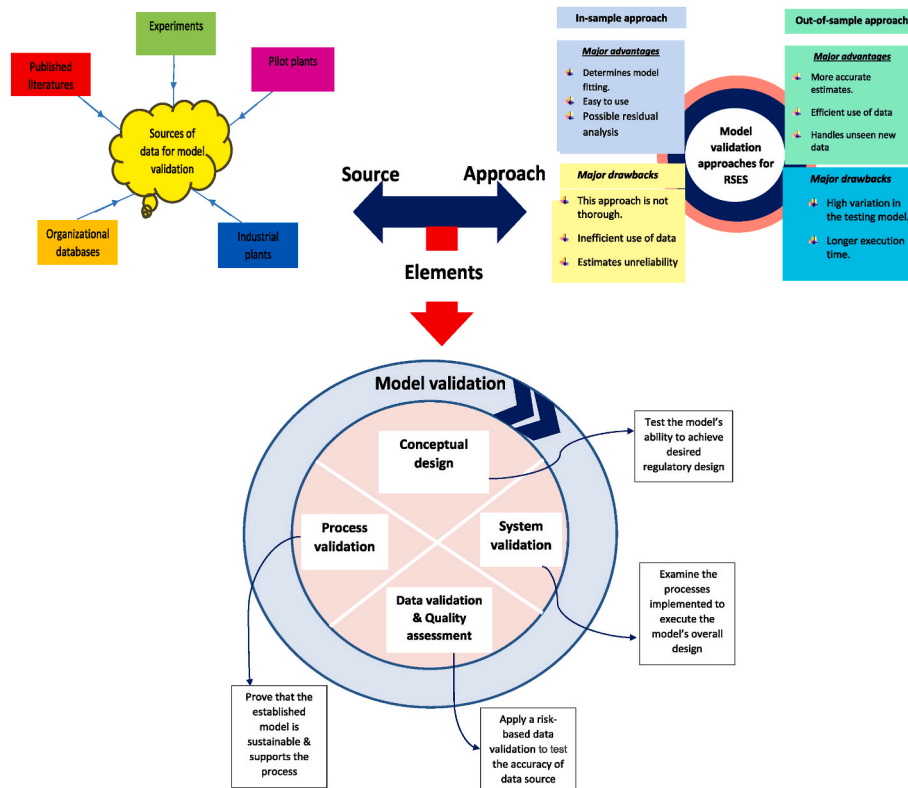 Experiments
Published
literatures
Pilot plants
Sources of
data for model
validation
Organizational
databases
Industrial
plants
In-sample approach
Major advantages
Determines model
fitting.
Easy to use
Possible residual
analysis
Out-of-sample approach
Major advantages
More accurate
estimates.
Efficient use of data
Handles unseen new
data
Model
validation
approaches for
RSES
Major drawbacks
This approach is not
thorough.
Inefficient use of data
Estimates unreliability
Major drawbacks
High variation in
the testing model.
Longer execution
time.
Source
Approach
Elements
Model validation
Conceptual
design
Process
validation
System
validation
Data validation
& Quality
assessment
Test the model's
ability to achieve
desired
regulatory design
Examine the
processes
implemented to
execute the
model's overall
design
Prove that the
established
model is
sustainable &
supports the
process
Apply a risk-
based data
validation to test
the accuracy of
data source